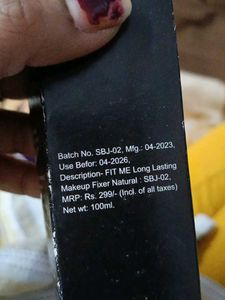 Batch No. SBJ-02, Mfg.: 04-2023,
Use Befor: 04-2026,
Description- FIT ME Long Lasting
Makeup Fixer Natural : SBJ-02,
MRP: Rs. 299/- (Incl. of all taxes)
Net wt: 100ml.